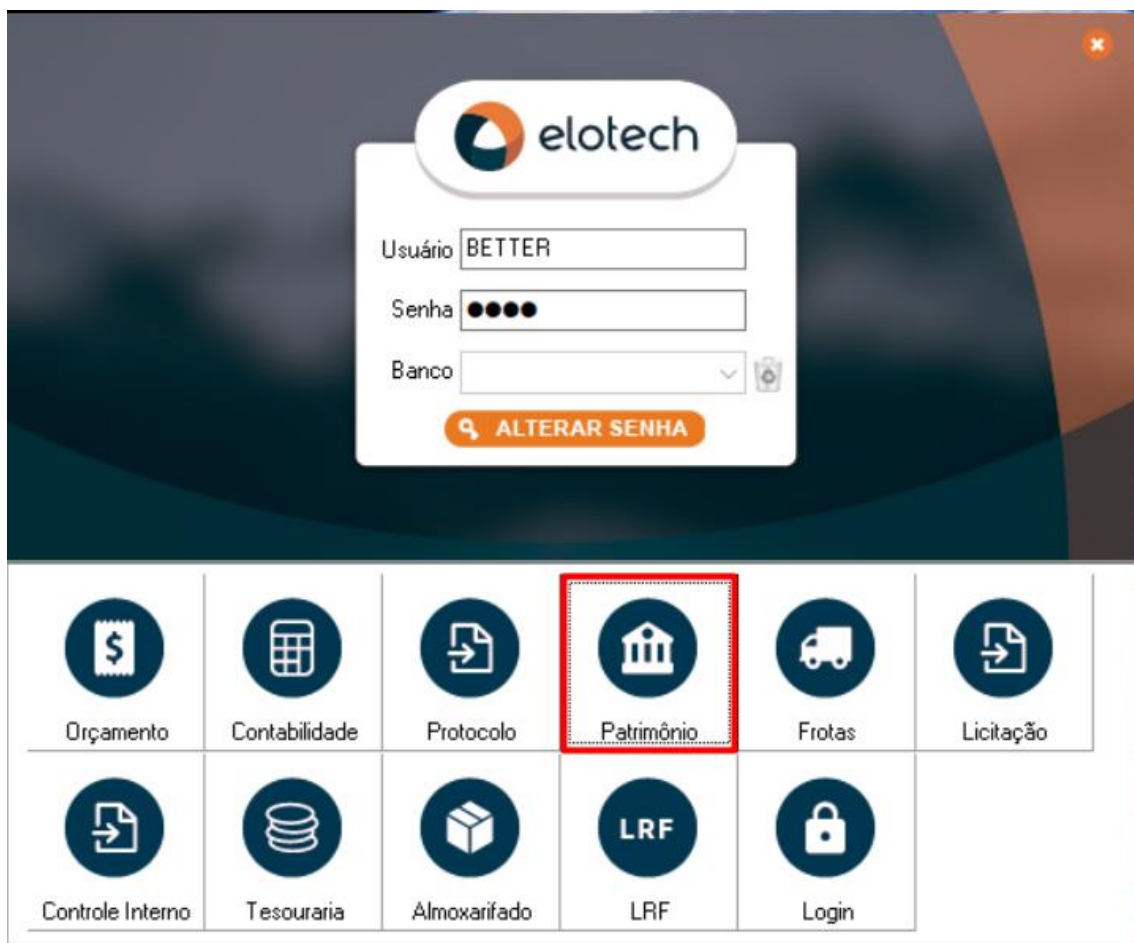 elotech
Usuário BETTER
Senha ●●●●
Banco
ALTERAR SENHA
$
Orçamento Contabilidade Protocolo Patrimônio Frotas Licitação
LRF
Controle Interno Tesouraria Almoxarifado LRF Login